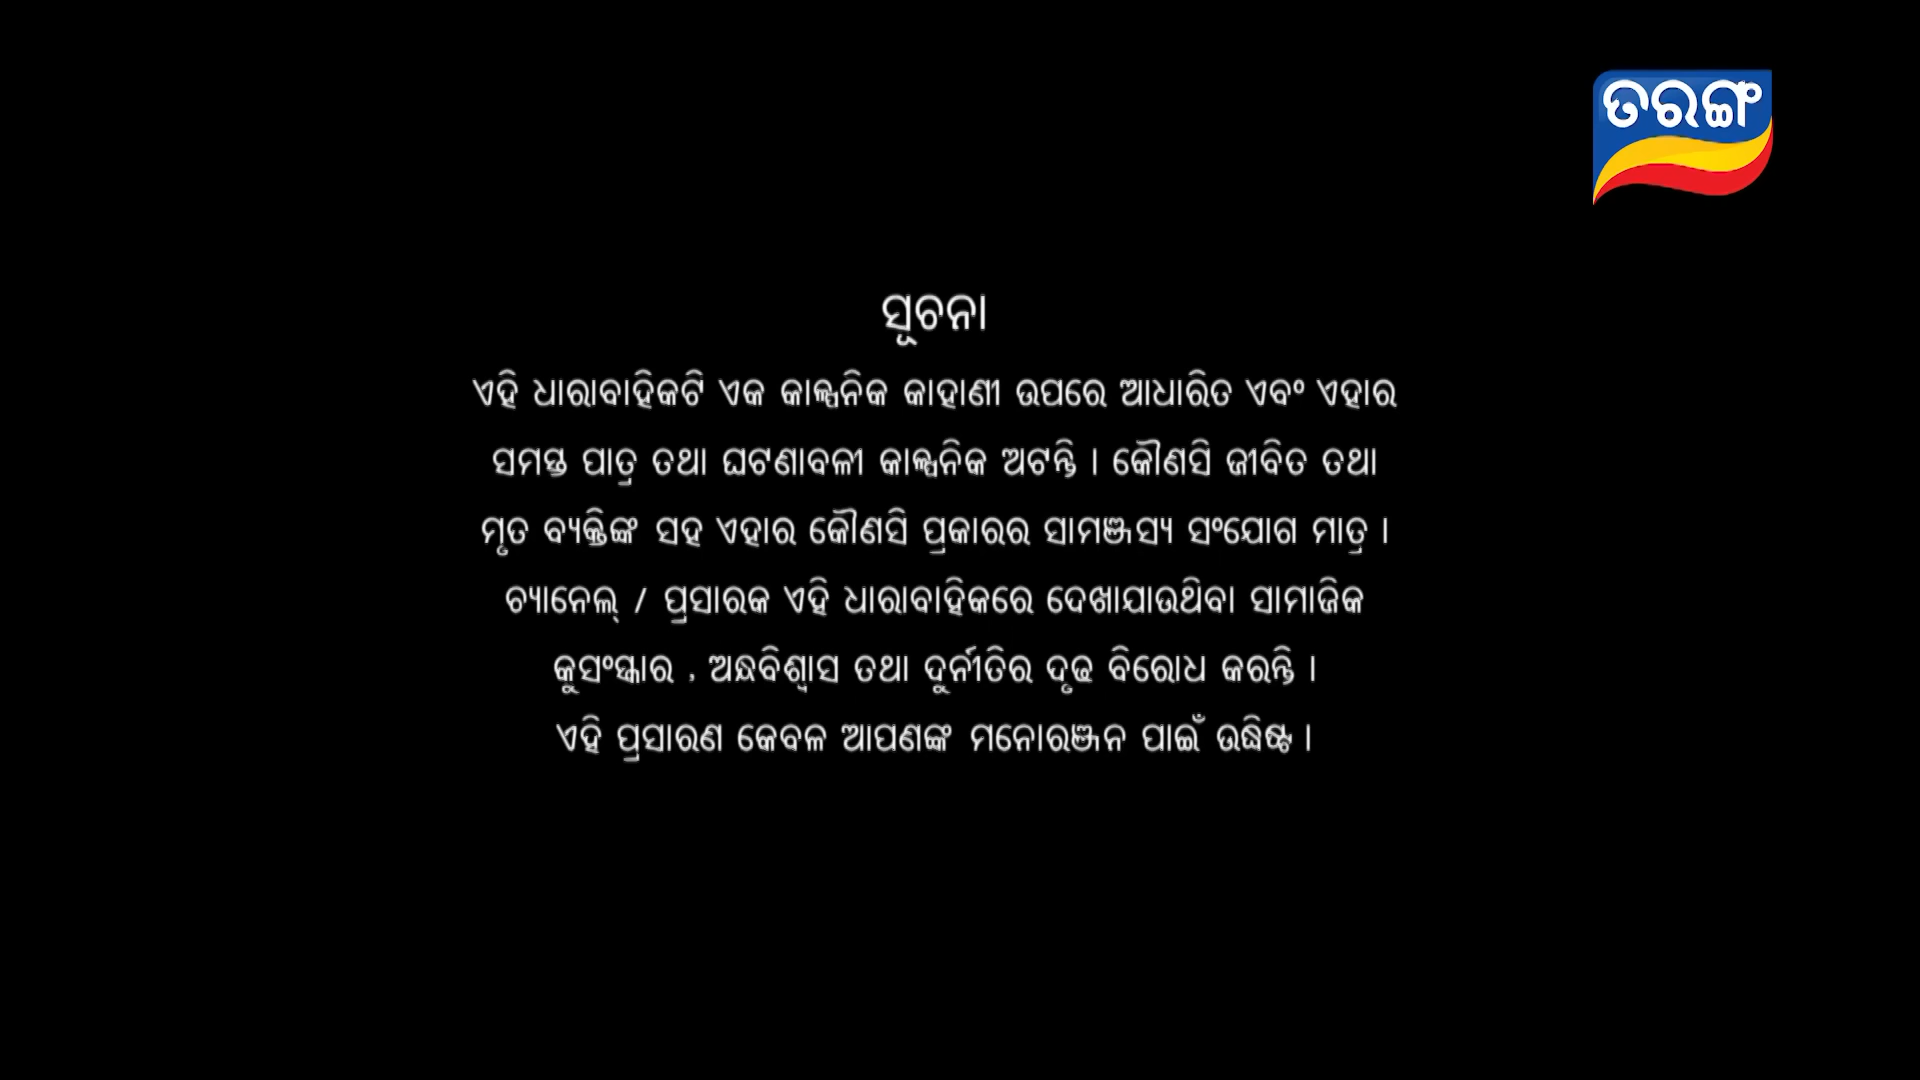 ତରଙ୍ଗ
ସୂଚନା
ଏହି ଧାରାବାହିକଟି ଏକ କାଳ୍ପନିକ କାହାଣୀ ଉପରେ ଆଧାରିତ ଏବଂ ଏହାର
ସମସ୍ତ ପାତ୍ର ତଥା ଘଟଣାବଳୀ କାଳ୍ପନିକ ଅଟନ୍ତି । କୌଣସି ଜୀବିତ ତଥା
ମୃତ ବ୍ୟକ୍ତିଙ୍କ ସହ ଏହାର କୌଣସି ପ୍ରକାରର ସାମଞ୍ଜସ୍ୟ ସଂଯୋଗ ମାତ୍ର ।
ଚ୍ୟାନେଲ୍ / ପ୍ରସାରକ ଏହି ଧାରାବାହିକରେ ଦେଖାଯାଉଥିବା ସାମାଜିକ
କୁସଂସ୍କାର , ଅନ୍ଧବିଶ୍ୱାସ ତଥା ଦୁର୍ନୀତିର ଦୃଢ ବିରୋଧ କରନ୍ତି ।
ଏହି ପ୍ରସାରଣ କେବଳ ଆପଣଙ୍କ ମନୋରଞ୍ଜନ ପାଇଁ ଉଦ୍ଧିଷ୍ଟ ।